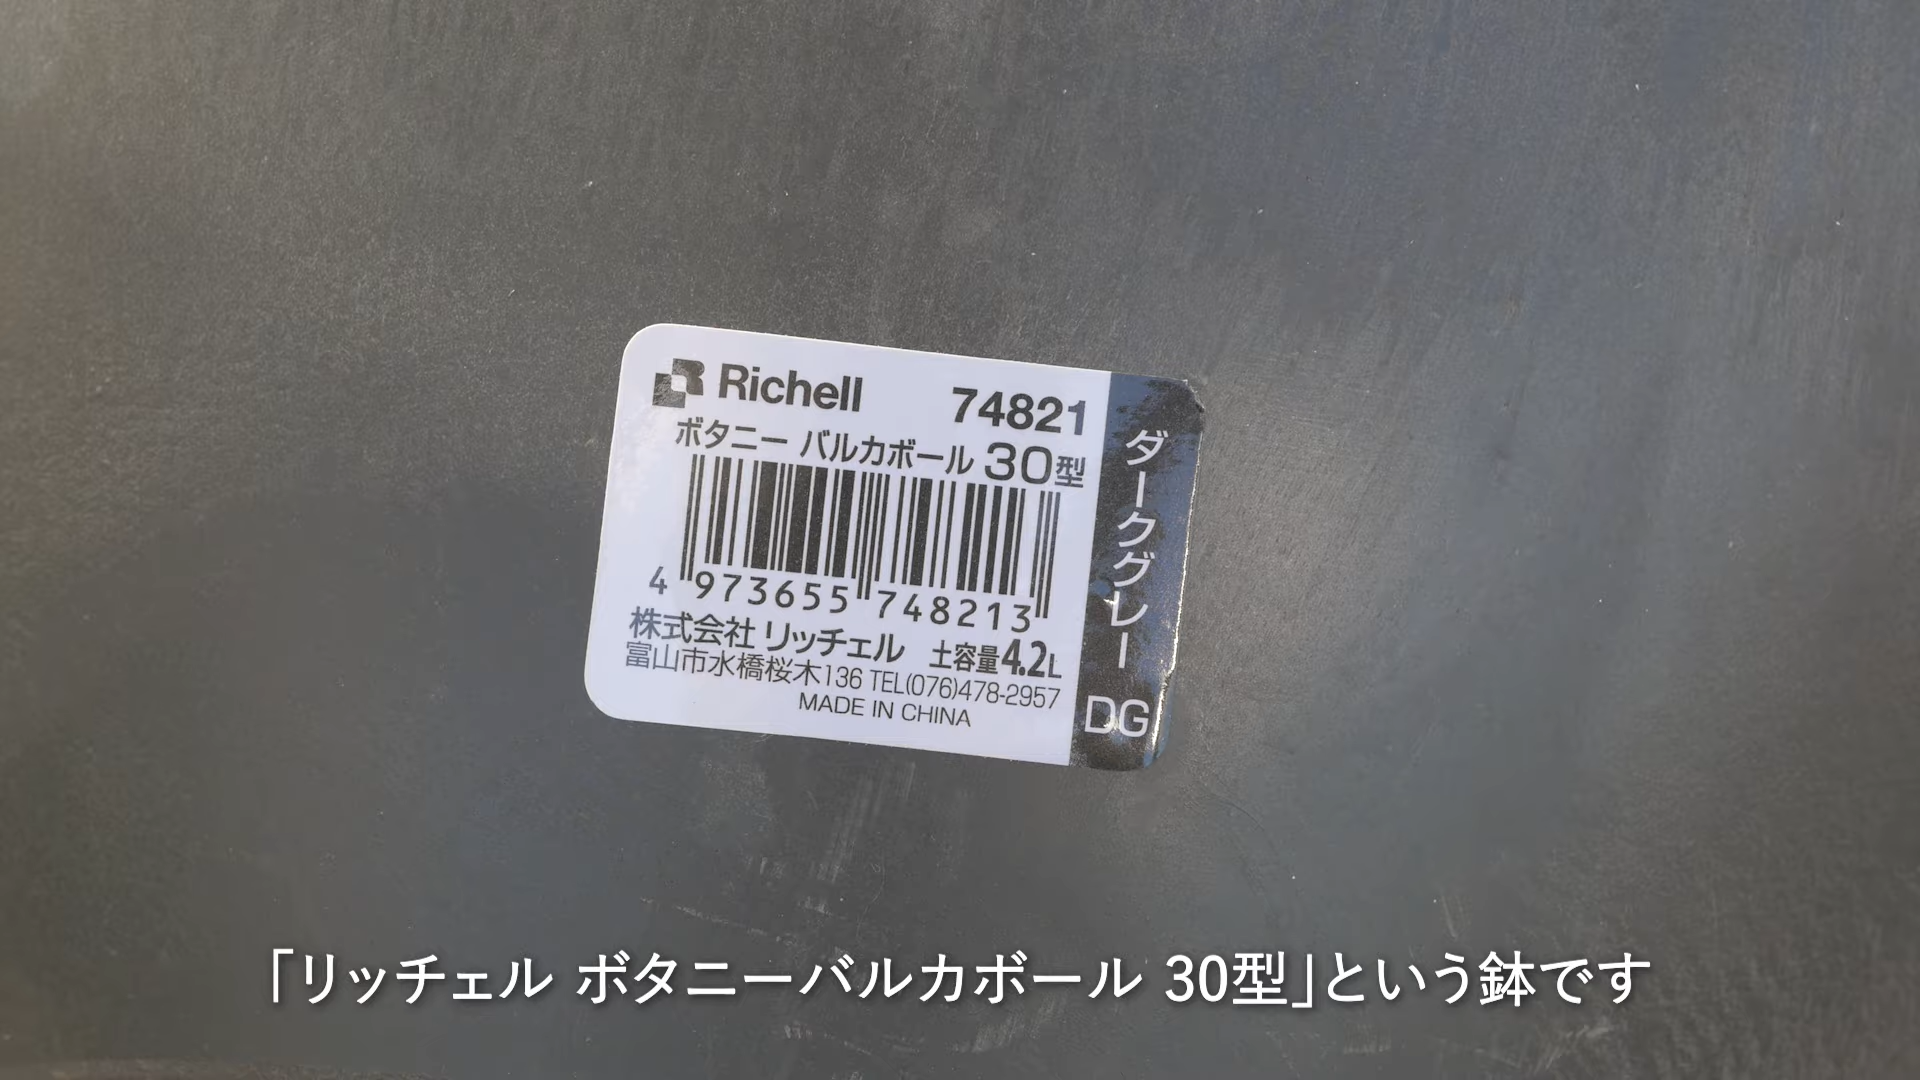 Richell 74821
ボタニー バルカボール 30型
4 973655 748213
株式会社 リッチェル 土容量4.2L
富山市水橋桜木136 TEL(076)478-2957
MADE IN CHINA
ダークグレー
DG
「リッチェル ボタニーバルカボール 30型」という鉢です